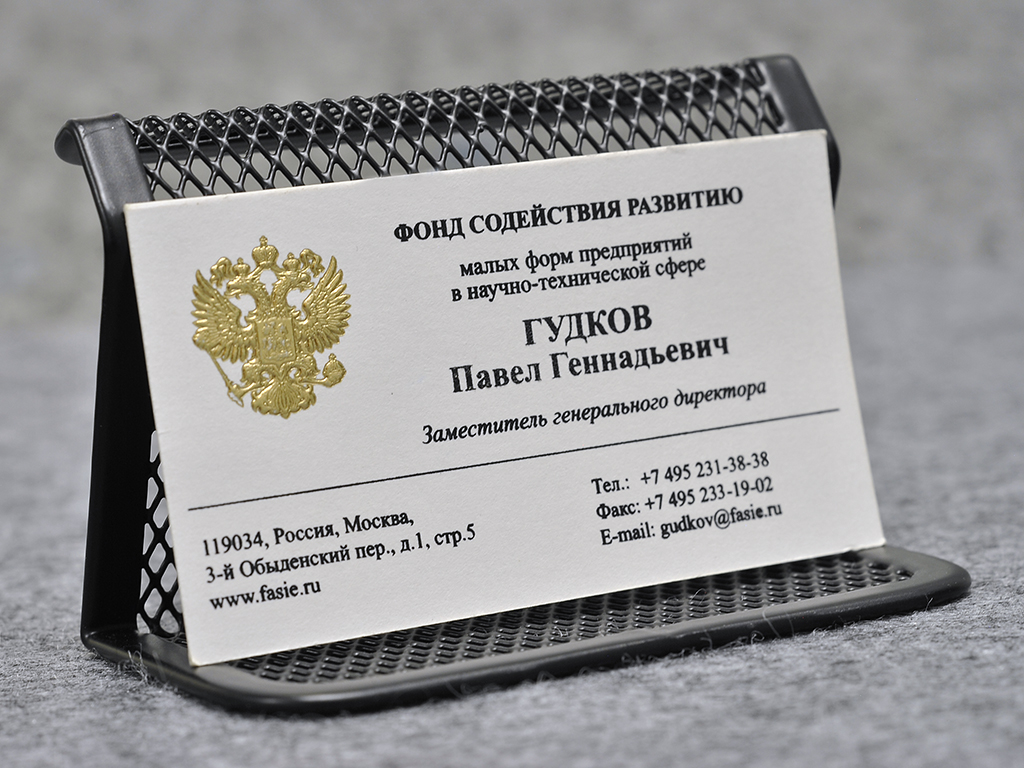 ФОНД СОДЕЙСТВИЯ РАЗВИТИЮ
малых форм предприятий
в научно-технической сфере
ГУДКОВ
Павел Геннадьевич
Заместитель генерального директора
119034, Россия, Москва,
3-й Обыденский пер., д.1, стр.5
www.fasie.ru
Тел.: +7 495 231-38-38
Факс: +7 495 233-19-02
E-mail: gudkov@fasie.ru